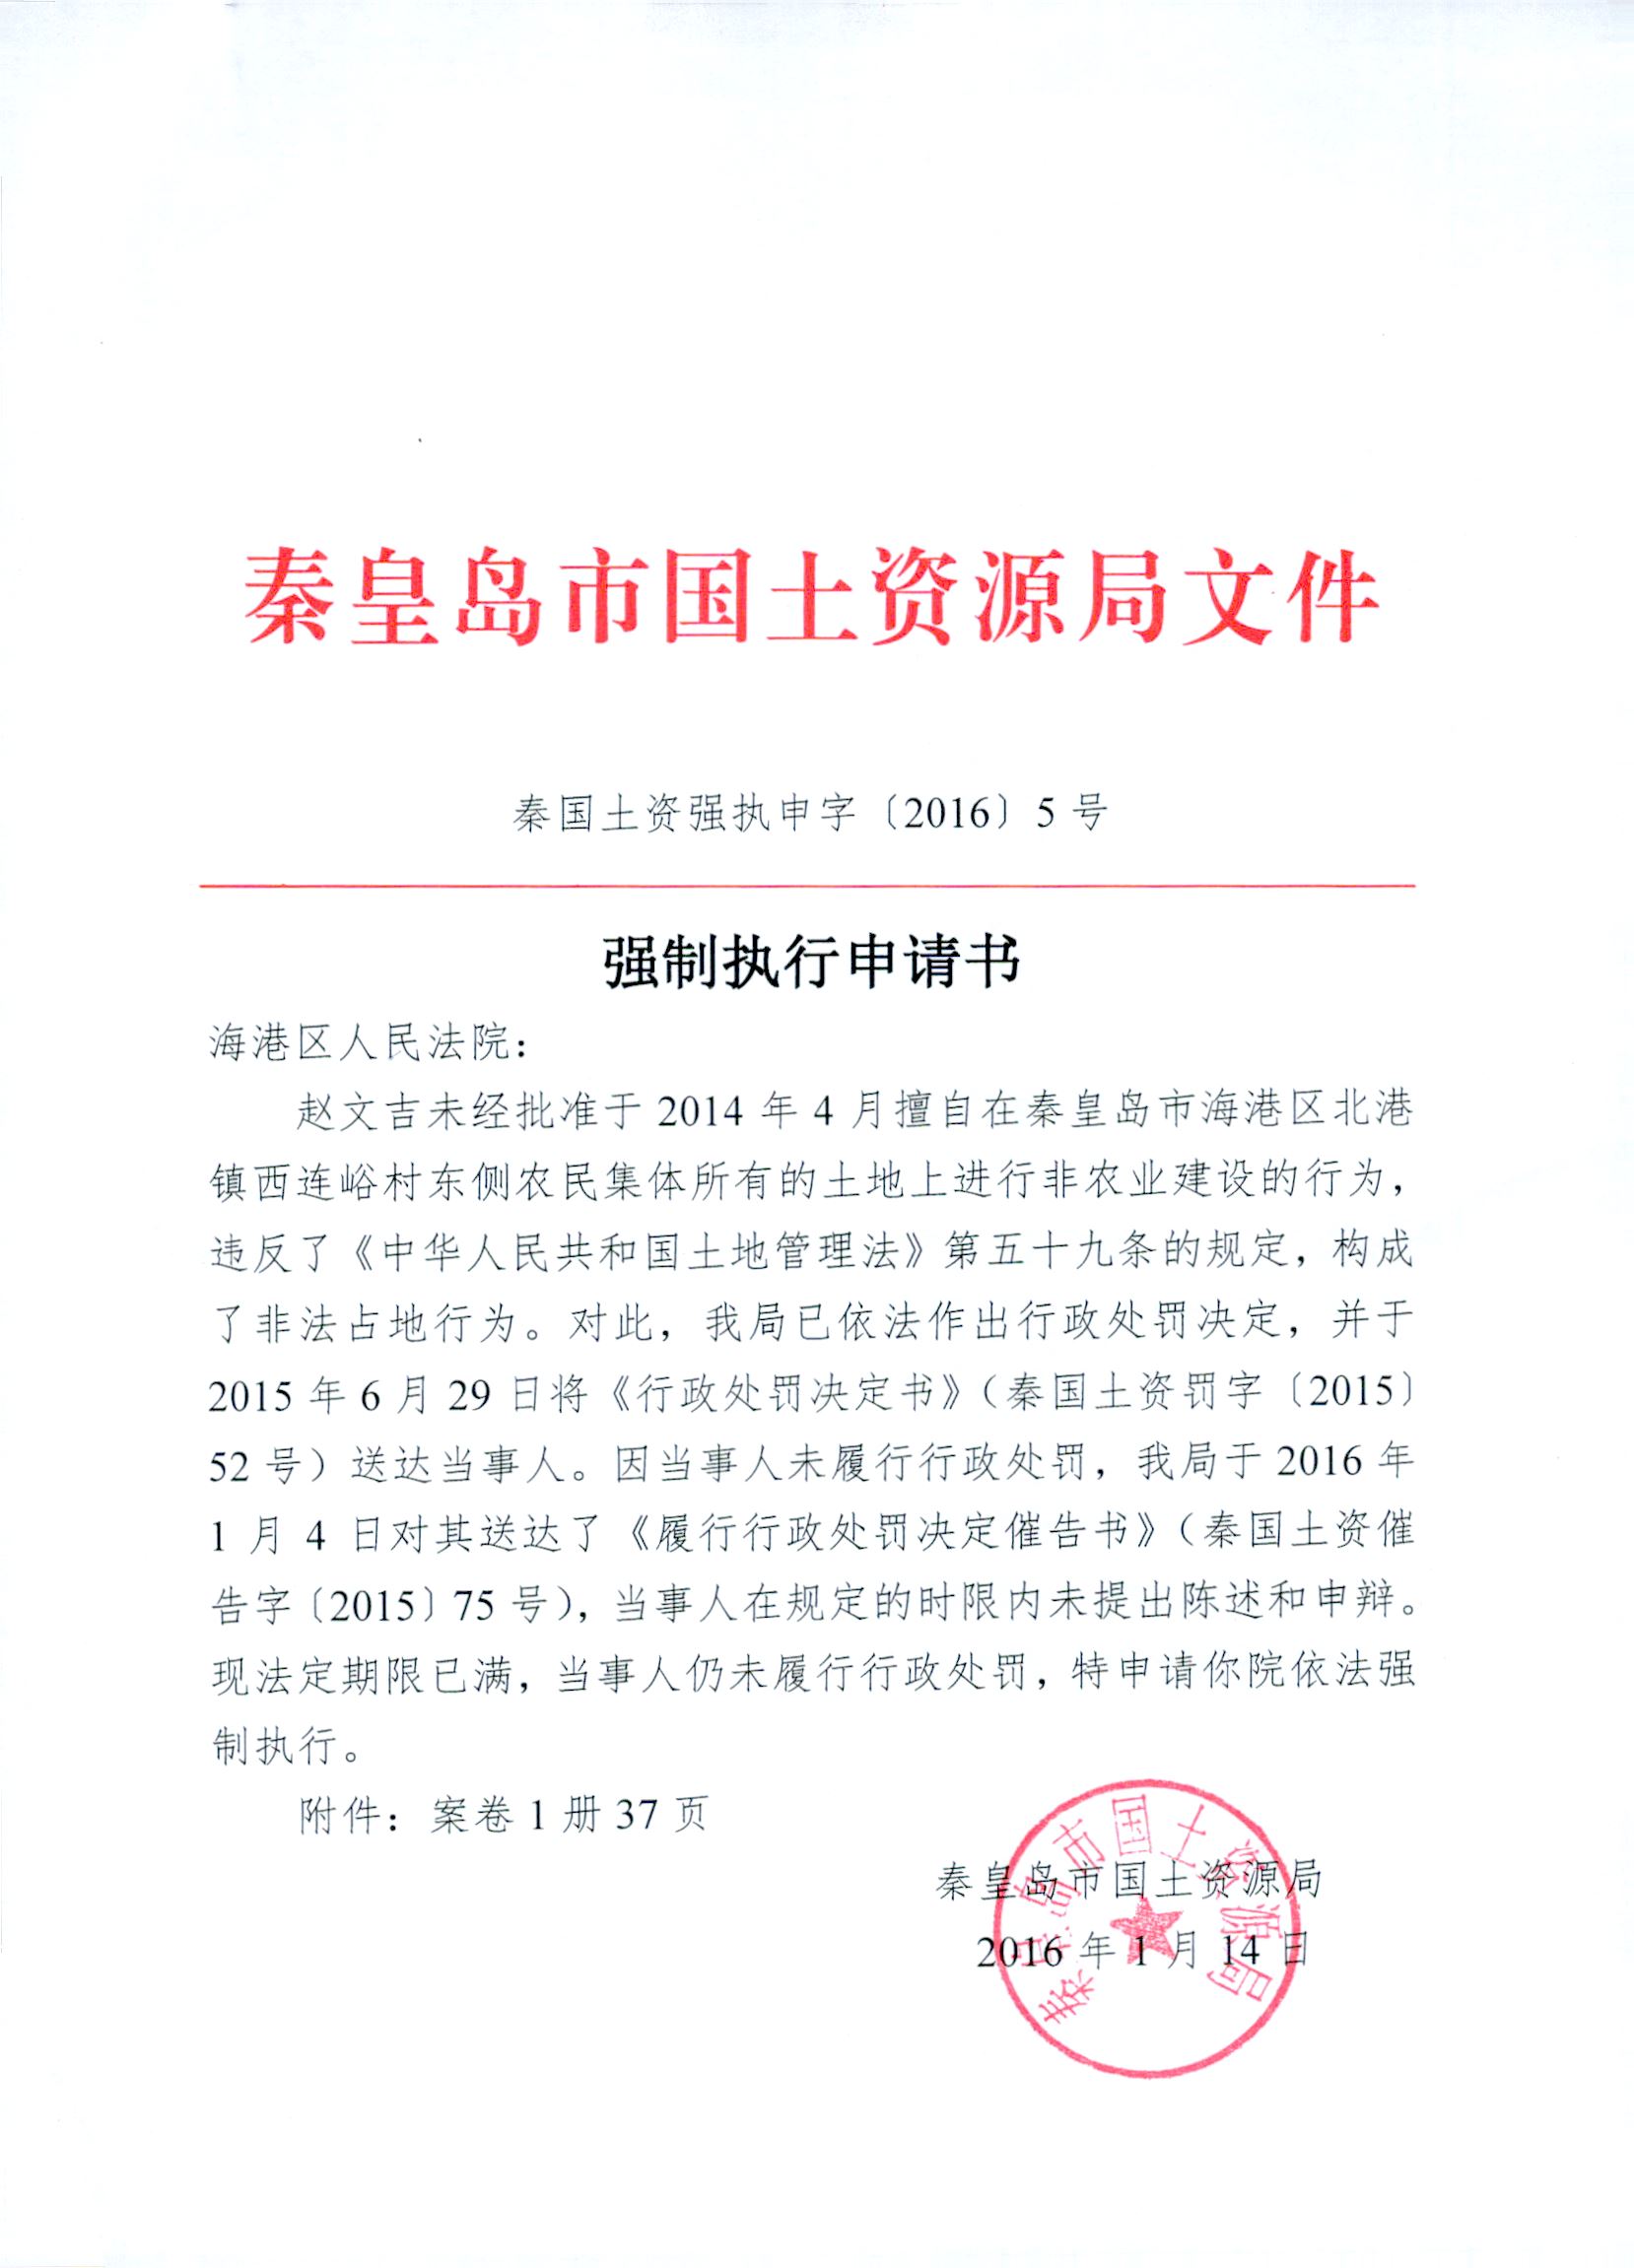 秦皇岛市国土资源局文件
秦国土资强执申字〔2016〕5号
强制执行申请书
海港区人民法院：
赵文吉未经批准于 2014 年 4 月擅自在秦皇岛市海港区北港
镇西连峪村东侧农民集体所有的土地上进行非农业建设的行为，
违反了《中华人民共和国土地管理法》第五十九条的规定，构成
了非法占地行为。对此，我局已依法作出行政处罚决定，并于
2015 年 6 月 29 日将《行政处罚决定书》（秦国土资罚字〔2015〕
52 号）送达当事人。因当事人未履行行政处罚，我局于 2016 年
1 月 4 日对其送达了《履行行政处罚决定催告书》（秦国土资催
告字〔2015〕75 号），当事人在规定的时限内未提出陈述和申辩。
现法定期限已满，当事人仍未履行行政处罚，特申请你院依法强
制执行。
附件：案卷 1 册 37 页
秦皇岛市国土资源局
2016 年 1 月 14 日
秦皇岛市国土资源局